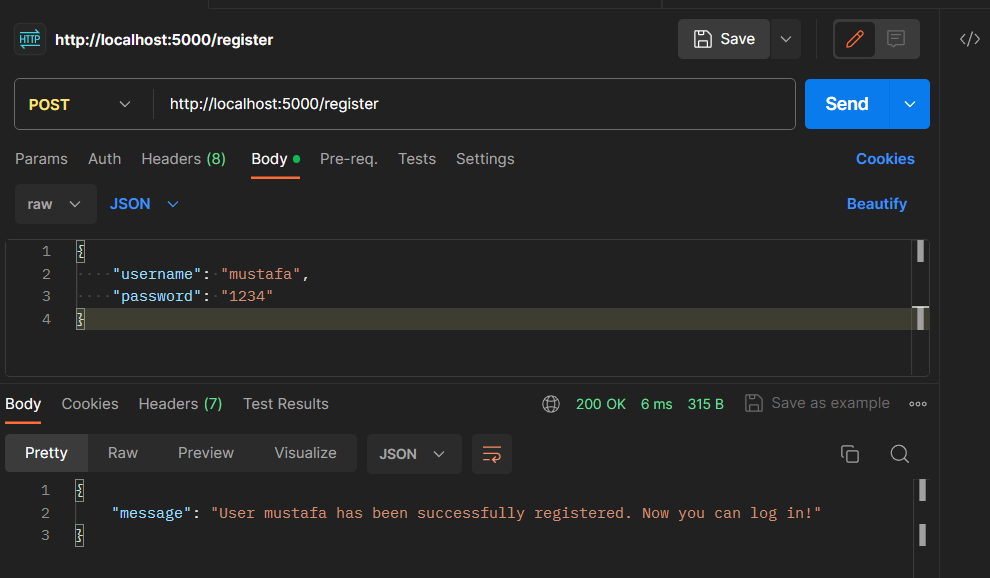 HTTP http://localhost:5000/register Save </>
POST http://localhost:5000/register Send
Params Auth Headers (8) Body Pre-req. Tests Settings Cookies
raw JSON Beautify
1 {
2 "username": "mustafa",
3 "password": "1234"
4 }
Body Cookies Headers (7) Test Results 200 OK 6 ms 315 B Save as example
Pretty Raw Preview Visualize JSON
1 {
2 "message": "User mustafa has been successfully registered. Now you can log in!"
3 }